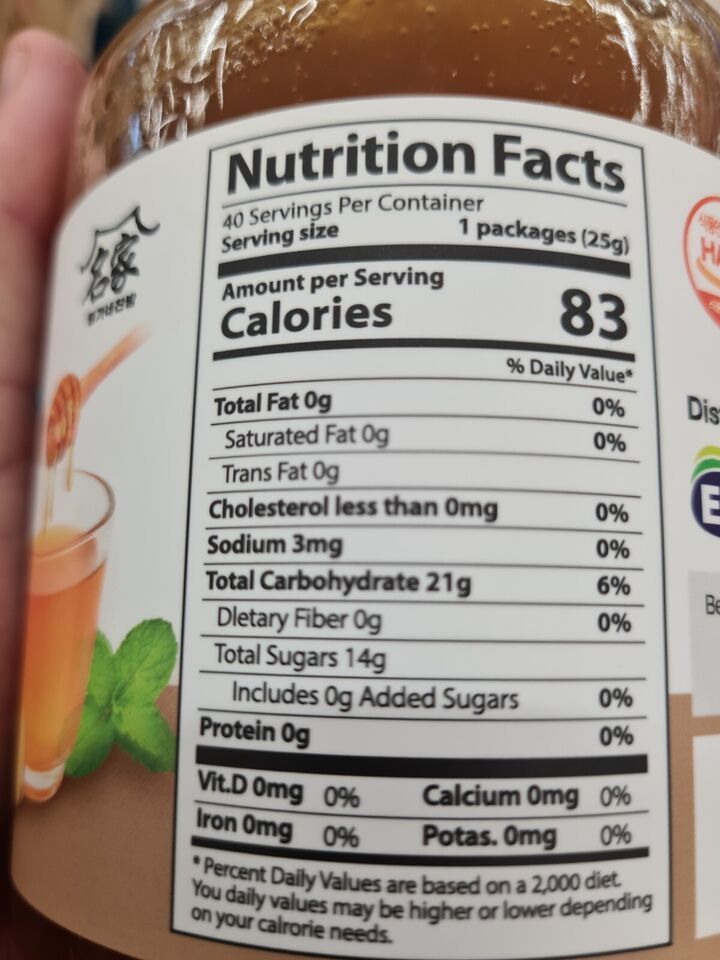 Nutrition Facts
40 Servings Per Container
Serving size 1 packages (25g)
Amount per Serving
Calories 83
% Daily Value*
Total Fat 0g 0%
Saturated Fat 0g 0%
Trans Fat 0g
Cholesterol less than 0mg 0%
Sodium 3mg 0%
Total Carbohydrate 21g 6%
Dletary Fiber 0g 0%
Total Sugars 14g
Includes 0g Added Sugars 0%
Protein 0g 0%
Vit.D 0mg 0% Calcium 0mg 0%
Iron 0mg 0% Potas. 0mg 0%
* Percent Daily Values are based on a 2,000 diet.
You daily values may be higher or lower depending
on your calrorie needs.
名家
HA
Dis
E
Be